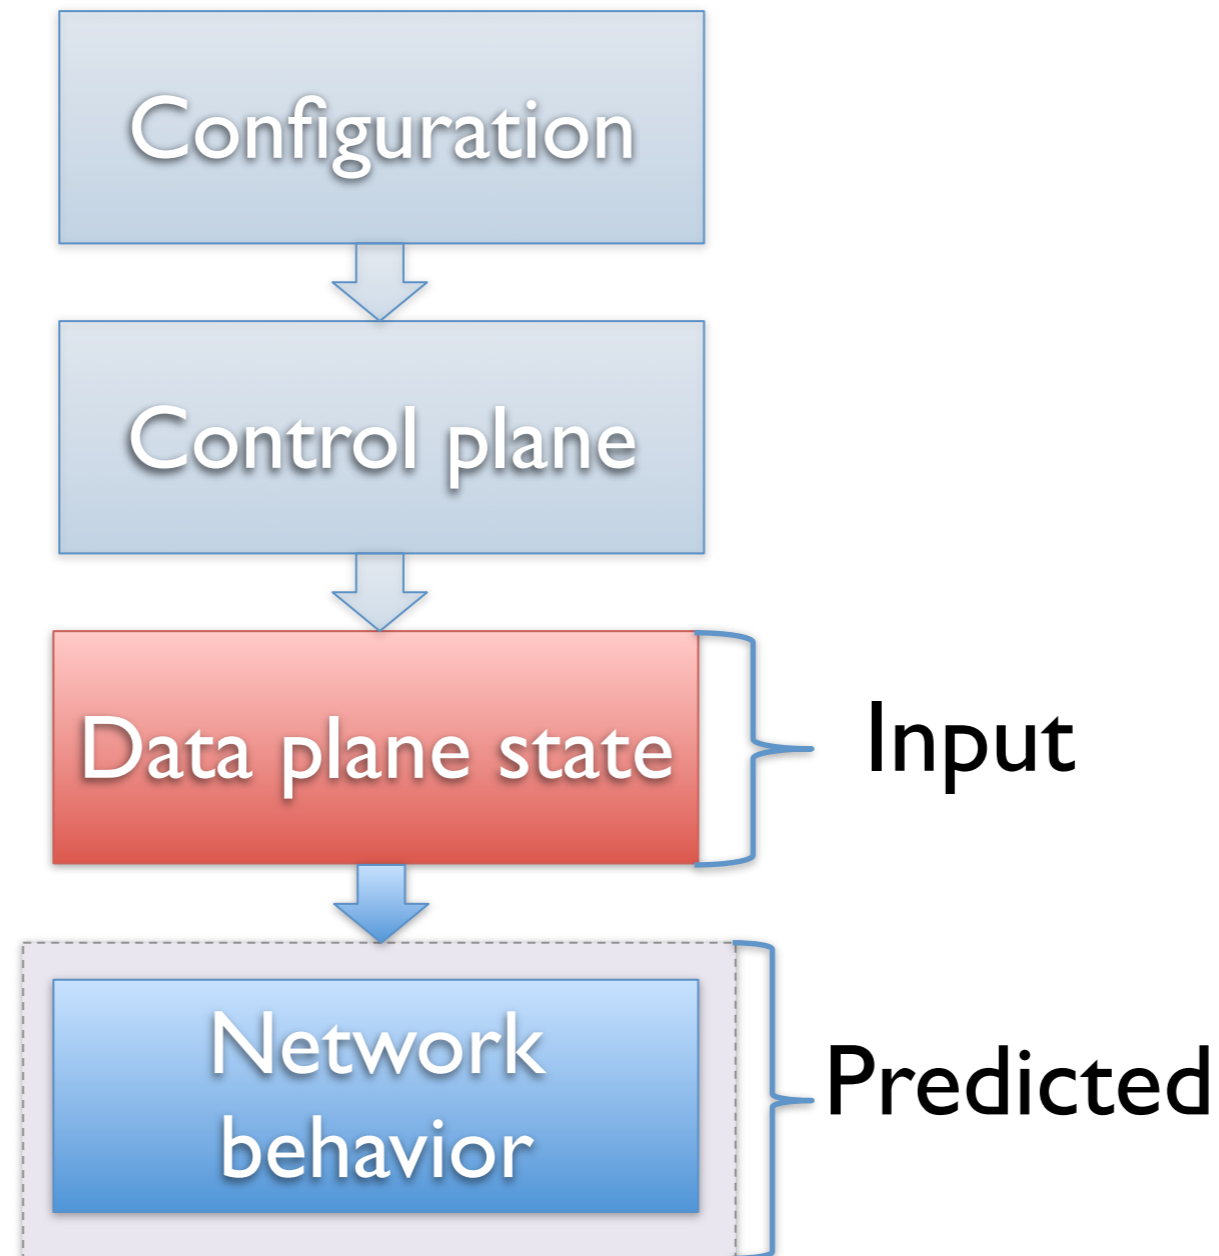 Configuration
Control plane
Data plane state
Input
Network
behavior
Predicted